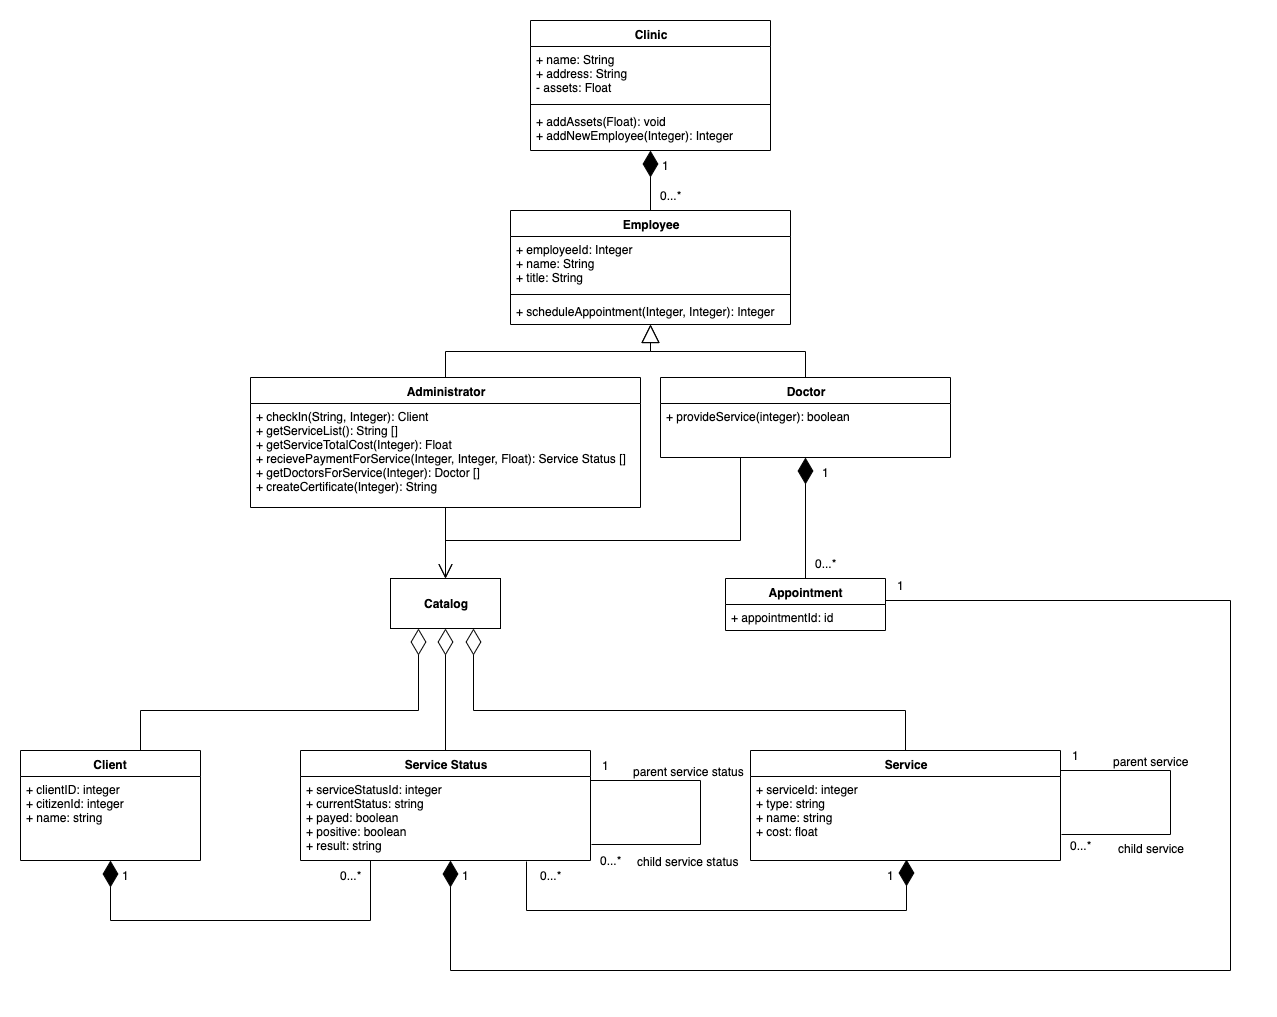 Clinic
+ name: String
+ address: String
- assets: Float
+ addAssets(Float): void
+ addNewEmployee(Integer): Integer
1
0...*
Employee
+ employeeId: Integer
+ name: String
+ title: String
+ scheduleAppointment(Integer, Integer): Integer
Administrator
+ checkIn(String, Integer): Client
+ getServiceList(): String []
+ getServiceTotalCost(Integer): Float
+ recievePaymentForService(Integer, Integer, Float): Service Status []
+ getDoctorsForService(Integer): Doctor []
+ createCertificate(Integer): String
Doctor
+ provideService(integer): boolean
1
0...*
Catalog
Appointment
+ appointmentId: id
1
Client
+ clientID: integer
+ citizenId: integer
+ name: string
1
Service Status
+ serviceStatusId: integer
+ currentStatus: string
+ payed: boolean
+ positive: boolean
+ result: string
1
parent service status
0...*
child service status
0...*
1
0...*
Service
+ serviceId: integer
+ type: string
+ name: string
+ cost: float
1
parent service
0...*
child service
1